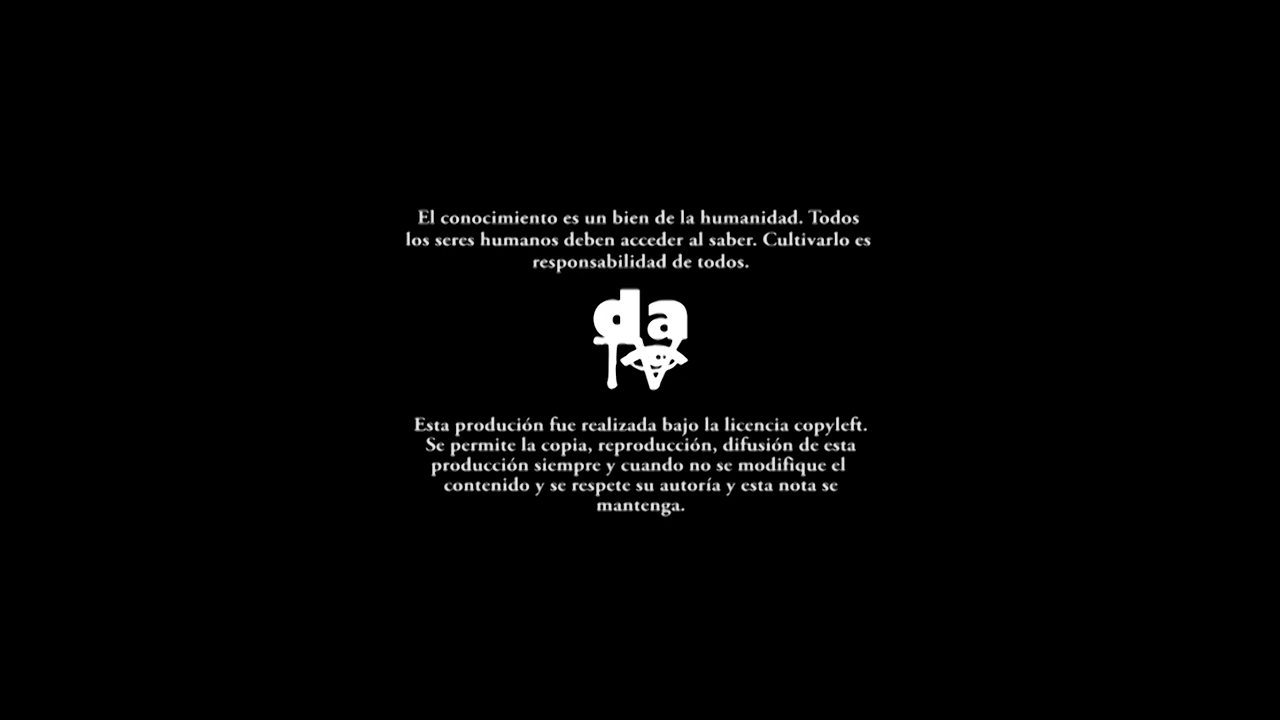 El conocimiento es un bien de la humanidad. Todos
los seres humanos deben acceder al saber. Cultivarlo es
responsabilidad de todos.
da
TV
Esta produción fue realizada bajo la licencia copyleft.
Se permite la copia, reproducción, difusión de esta
producción siempre y cuando no se modifique el
contenido y se respete su autoría y esta nota se
mantenga.